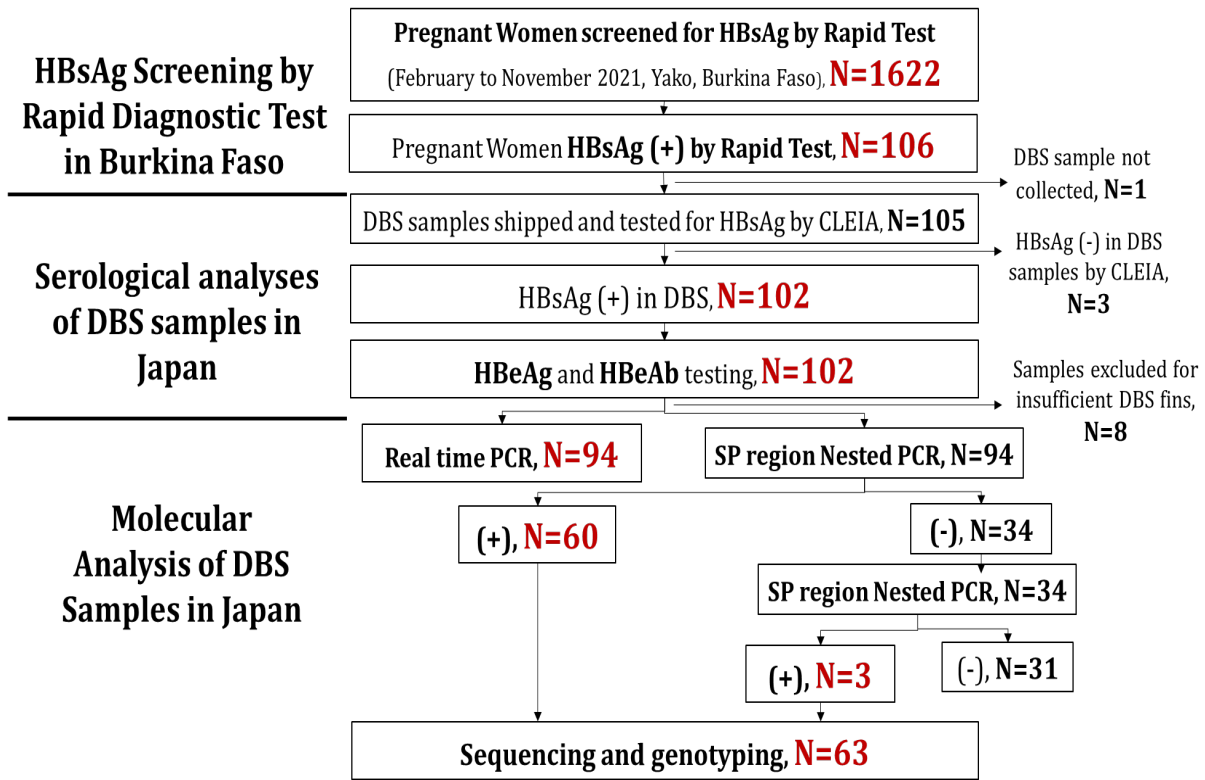 HBsAg Screening by
Rapid Diagnostic Test
in Burkina Faso
Pregnant Women screened for HBsAg by Rapid Test
(February to November 2021, Yako, Burkina Faso), N=1622
Pregnant Women HBsAg (+) by Rapid Test, N=106
DBS sample not
collected, N=1
Serological analyses
of DBS samples in
Japan
DBS samples shipped and tested for HBsAg by CLEIA, N=105
HBsAg (-) in DBS
samples by CLEIA,
N=3
HBsAg (+) in DBS, N=102
HBeAg and HBeAb testing, N=102
Samples excluded for
insufficient DBS fins,
N=8
Molecular
Analysis of DBS
Samples in Japan
Real time PCR, N=94
SP region Nested PCR, N=94
(+), N=60
(-), N=34
SP region Nested PCR, N=34
(+), N=3
(-), N=31
Sequencing and genotyping, N=63